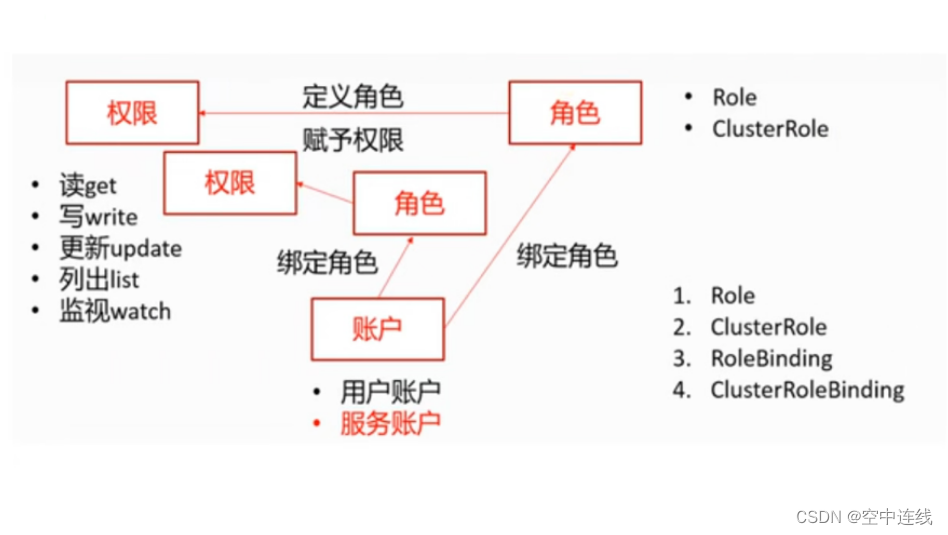 权限
定义角色
赋予权限
角色
• Role
• ClusterRole
权限
角色
• 读get
• 写write
• 更新update
• 列出list
• 监视watch
绑定角色
绑定角色
账户
• 用户账户
• 服务账户
1. Role
2. ClusterRole
3. RoleBinding
4. ClusterRoleBinding
CSDN @空中连线